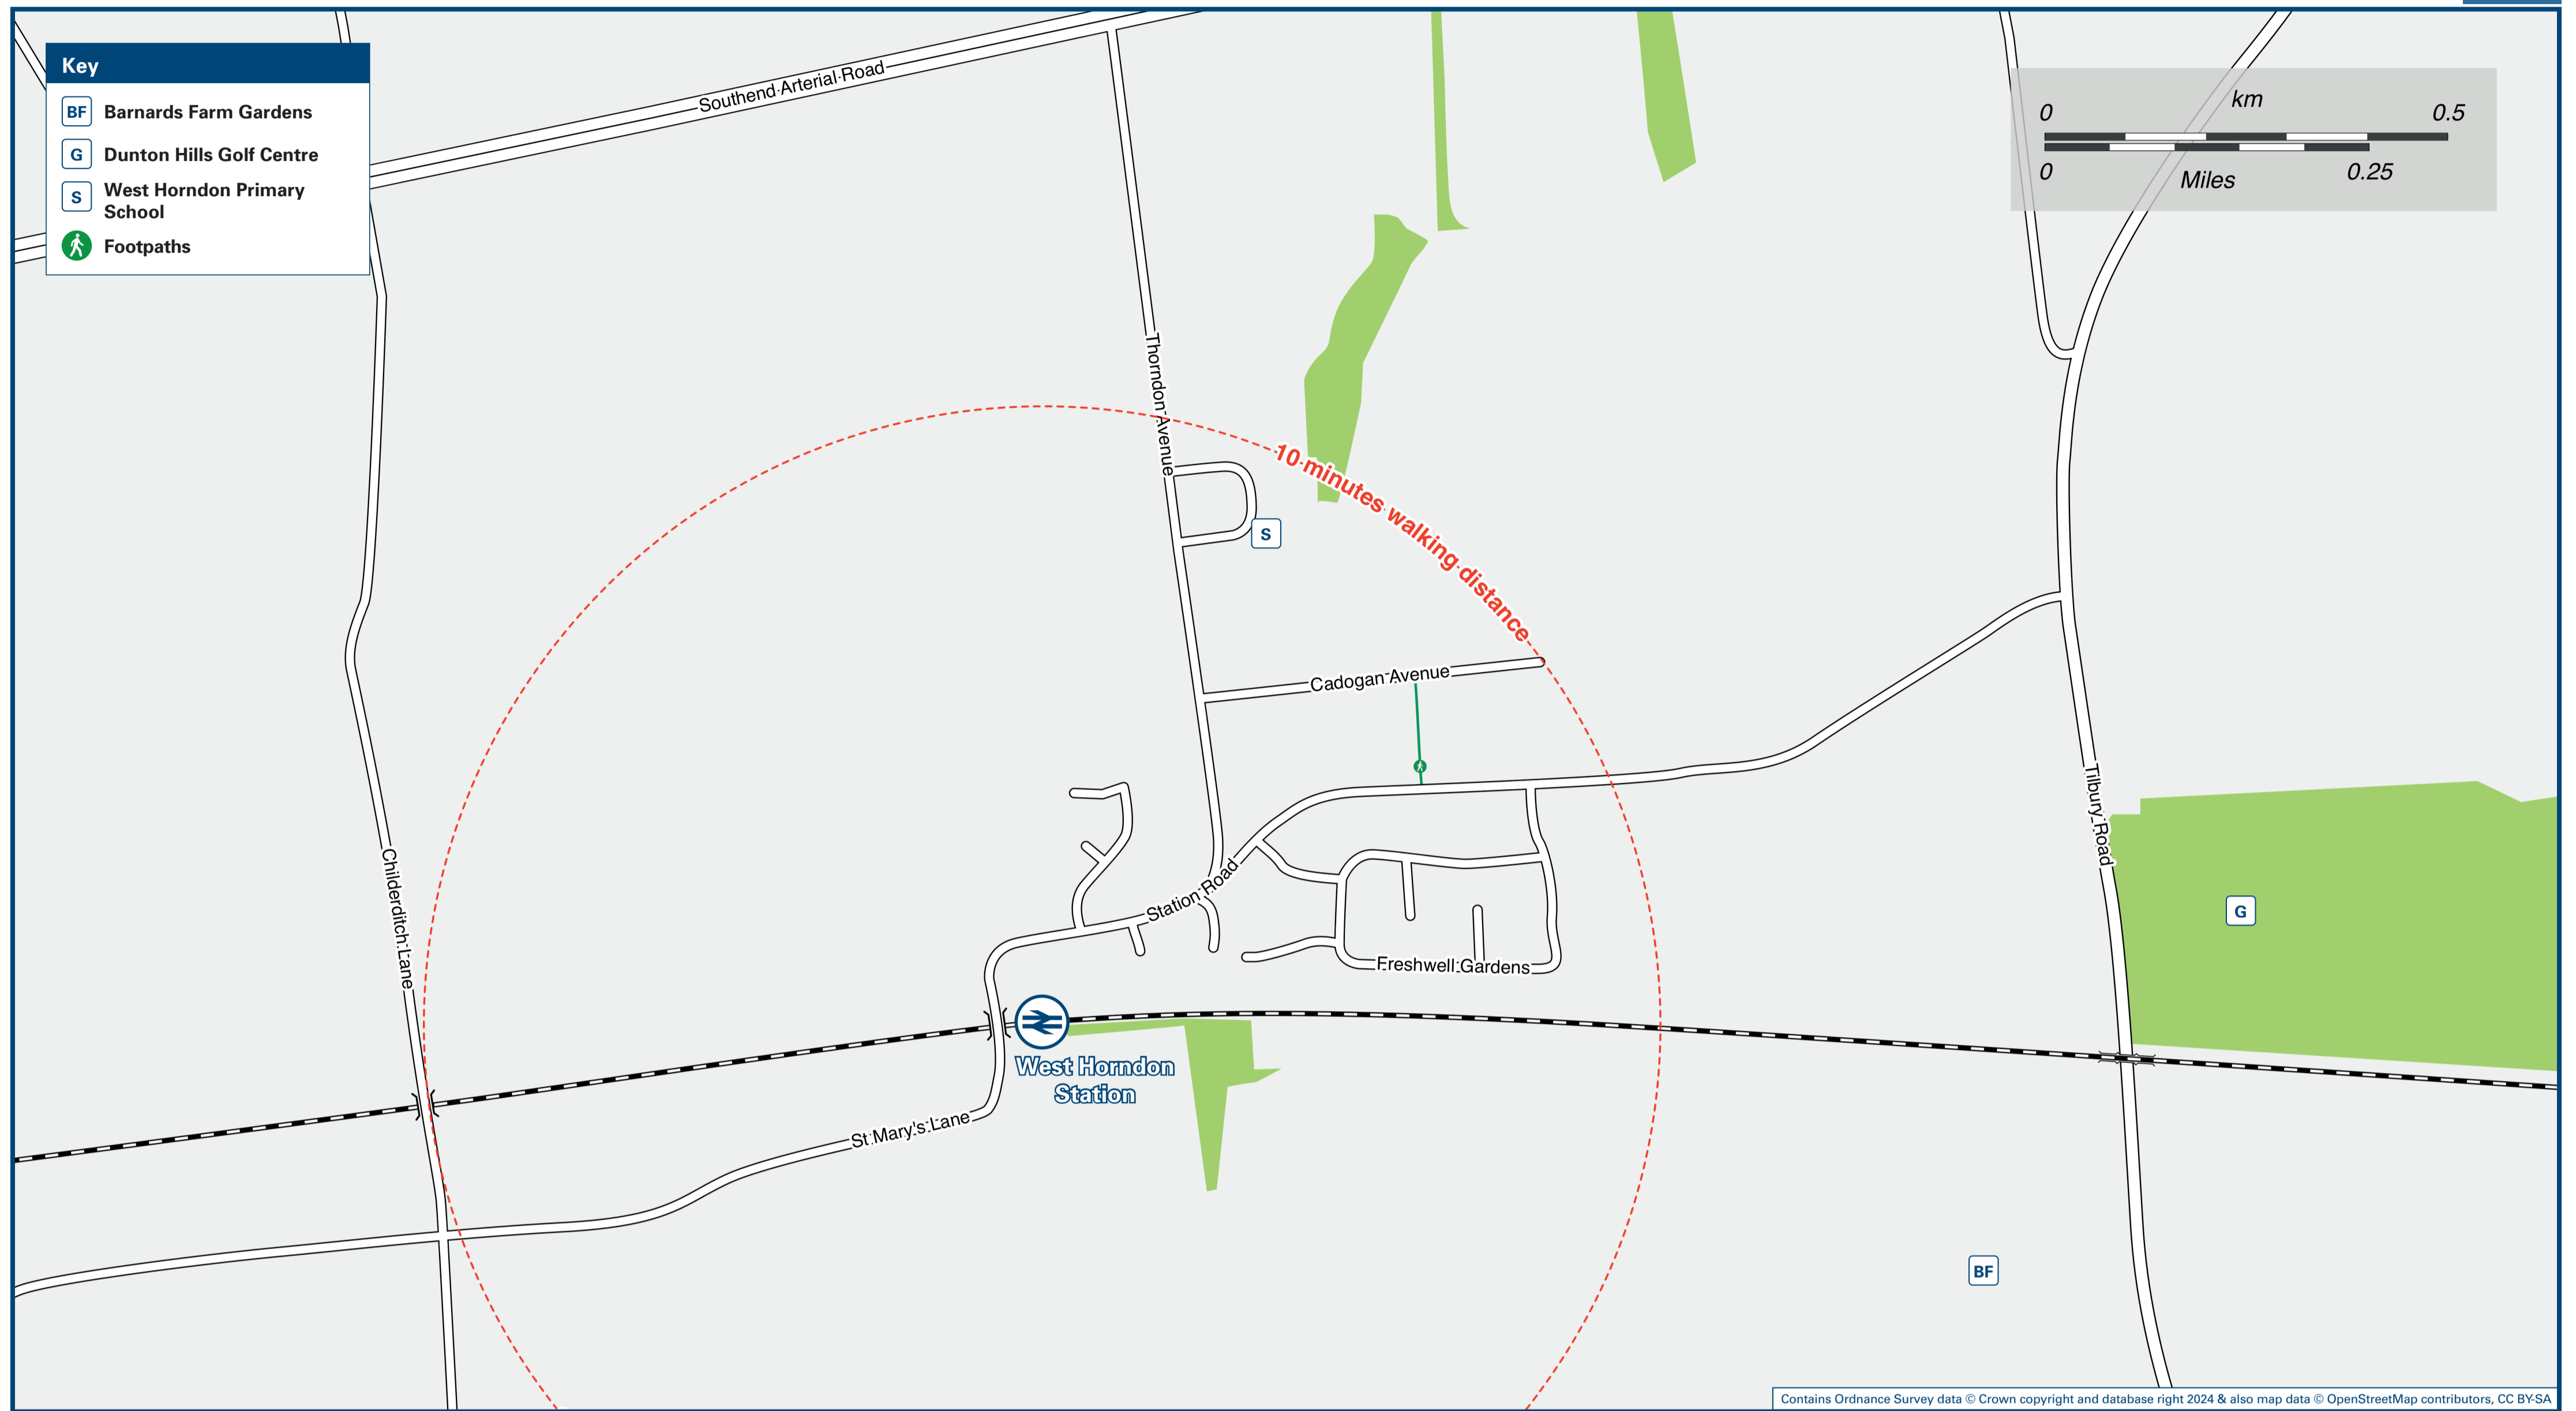 Key
BF Barnards Farm Gardens
G Dunton Hills Golf Centre
S West Horndon Primary
School
Footpaths
Southend Arterial Road
km
0 0.5
0 0.25
Miles
Thorndon Avenue
10 minutes walking distance
S
Cadogan Avenue
Tilbury Road
Childerditch Lane
Station Road
G
Freshwell Gardens
West Horndon
Station
St Mary's Lane
BF
Contains Ordnance Survey data © Crown copyright and database right 2024 & also map data © OpenStreetMap contributors, CC BY-SA